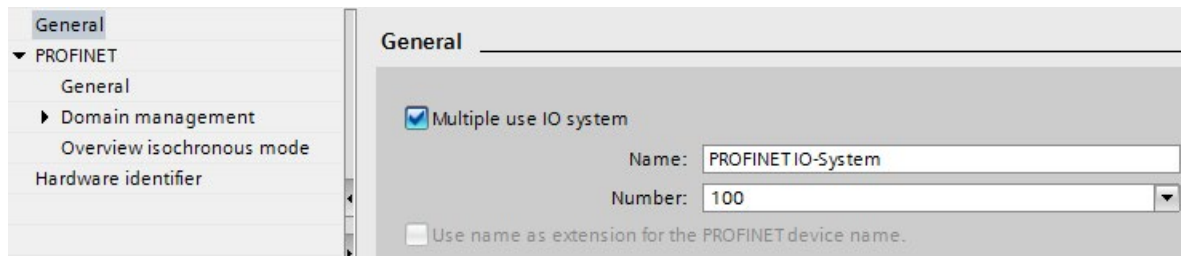 General
PROFINET
General
Domain management
Overview isochronous mode
Hardware identifier
General
Multiple use IO system
Name: PROFINET IO-System
Number: 100
Use name as extension for the PROFINET device name.